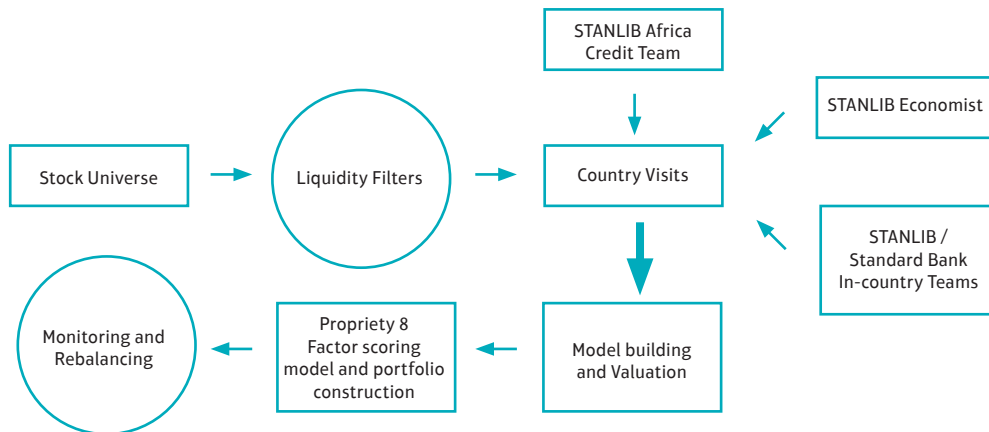 STANLIB Africa
Credit Team
STANLIB Economist
Stock Universe
Liquidity Filters
Country Visits
STANLIB /
Standard Bank
In-country Teams
Monitoring and
Rebalancing
Propriety 8
Factor scoring
model and portfolio
construction
Model building
and Valuation